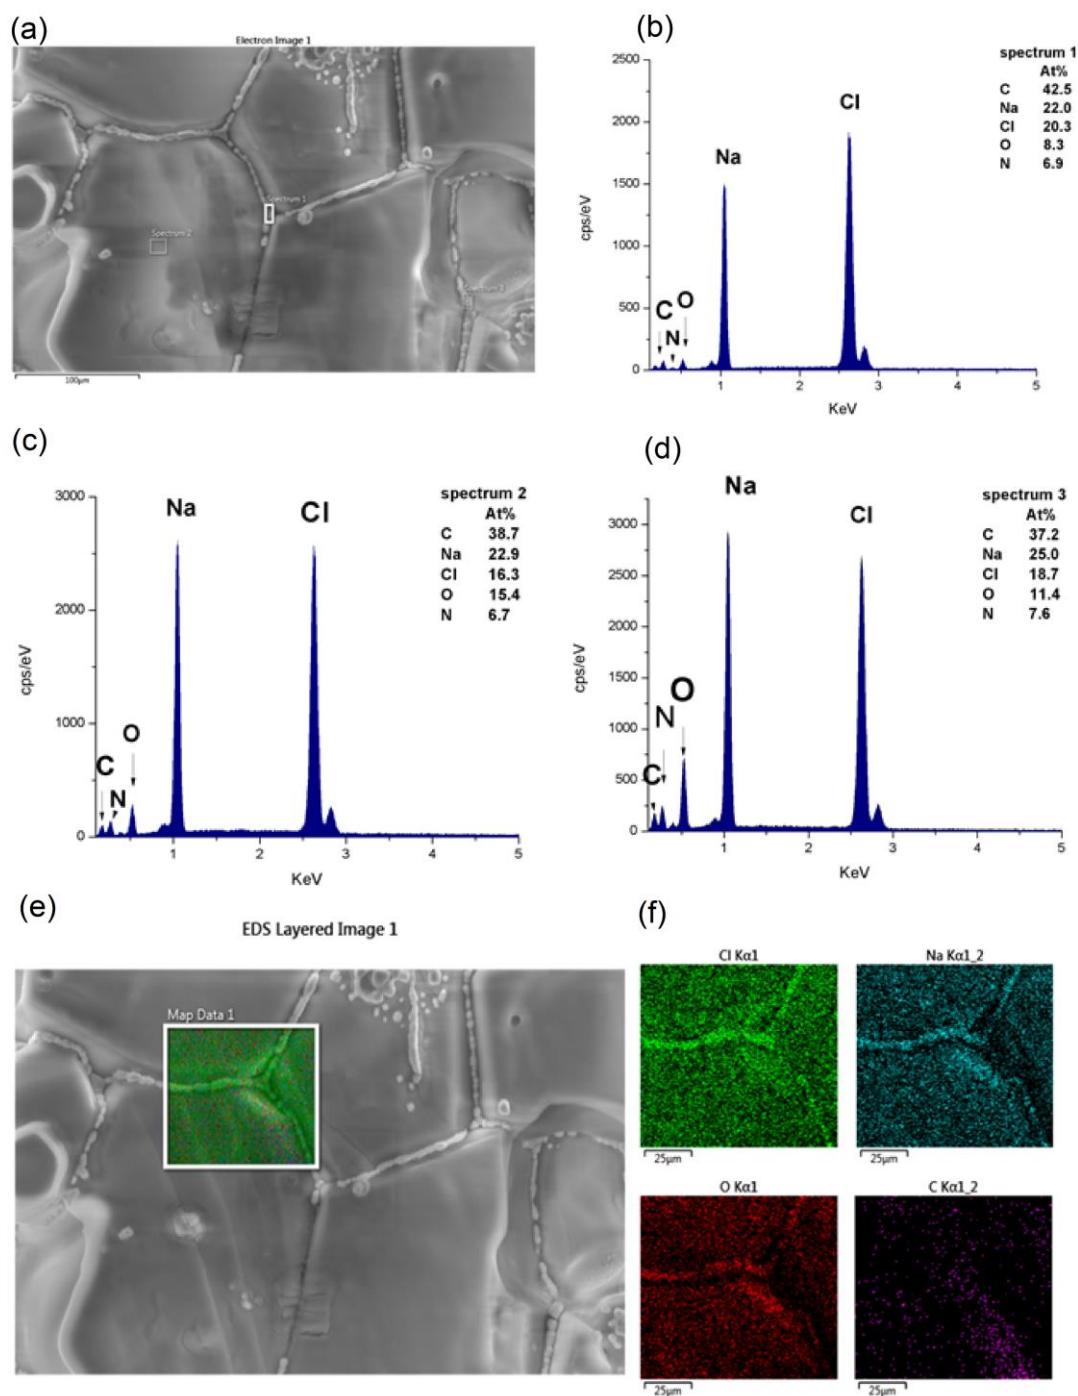 (a)
Electron Image 1
Spectrum 1
Spectrum 2
Spectrum 3
100µm
(b)
2500
2000
1500
1000
500
0
cps/eV
C
N
O
Na
Cl
1 2 3 4 5
KeV
spectrum 1
At%
C 42.5
Na 22.0
Cl 20.3
O 8.3
N 6.9
(c)
3000
2000
1000
0
cps/eV
C
N
O
Na
Cl
1 2 3 4 5
KeV
spectrum 2
At%
C 38.7
Na 22.9
Cl 16.3
O 15.4
N 6.7
(d)
3000
2500
2000
1500
1000
500
0
cps/eV
C
N
O
Na
Cl
1 2 3 4 5
KeV
spectrum 3
At%
C 37.2
Na 25.0
Cl 18.7
O 11.4
N 7.6
(e)
EDS Layered Image 1
Map Data 1
(f)
Cl Kα1
25µm
Na Kα1_2
25µm
O Kα1
25µm
C Kα1_2
25µm